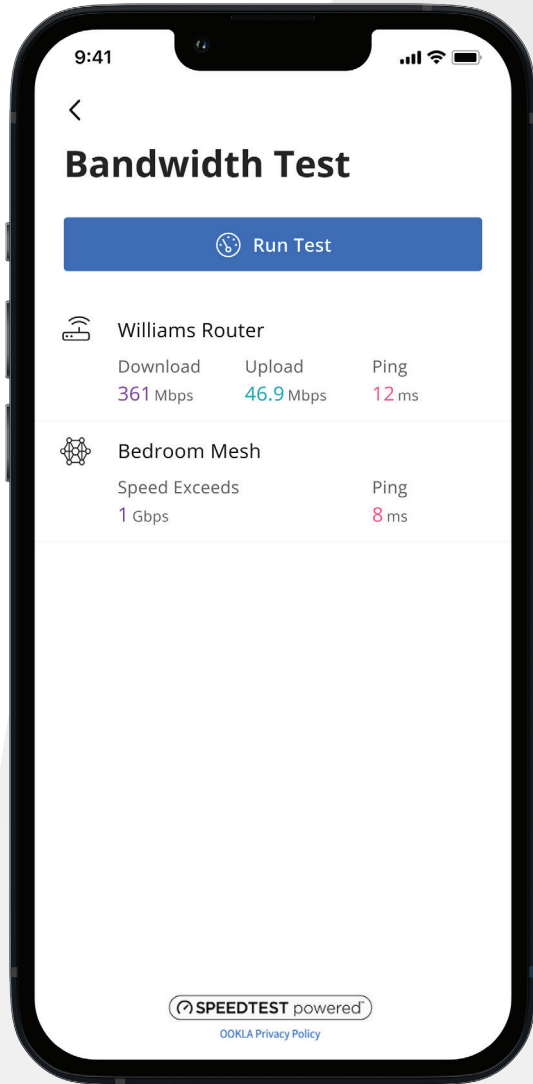 9:41
Bandwidth Test
Run Test
Williams Router
Download Upload Ping
361 Mbps 46.9 Mbps 12 ms
Bedroom Mesh
Speed Exceeds Ping
1 Gbps 8 ms
SPEEDTEST powered™
OOKLA Privacy Policy